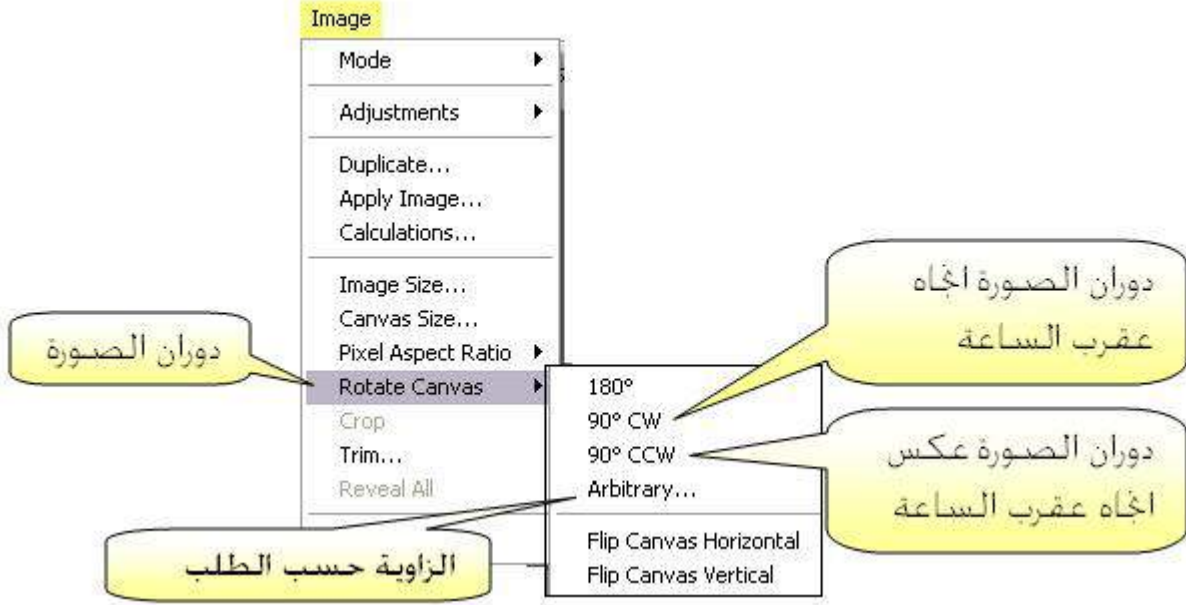 Image
Mode
Adjustments
Duplicate...
Apply Image...
Calculations...
Image Size...
Canvas Size...
Pixel Aspect Ratio
Rotate Canvas
Crop
Trim...
Reveal All
180°
90° CW
90° CCW
Arbitrary...
Flip Canvas Horizontal
Flip Canvas Vertical
دوران الصورة
دوران الصورة اتجاه
عقرب الساعة
دوران الصورة عكس
اتجاه عقرب الساعة
الزاوية حسب الطلب